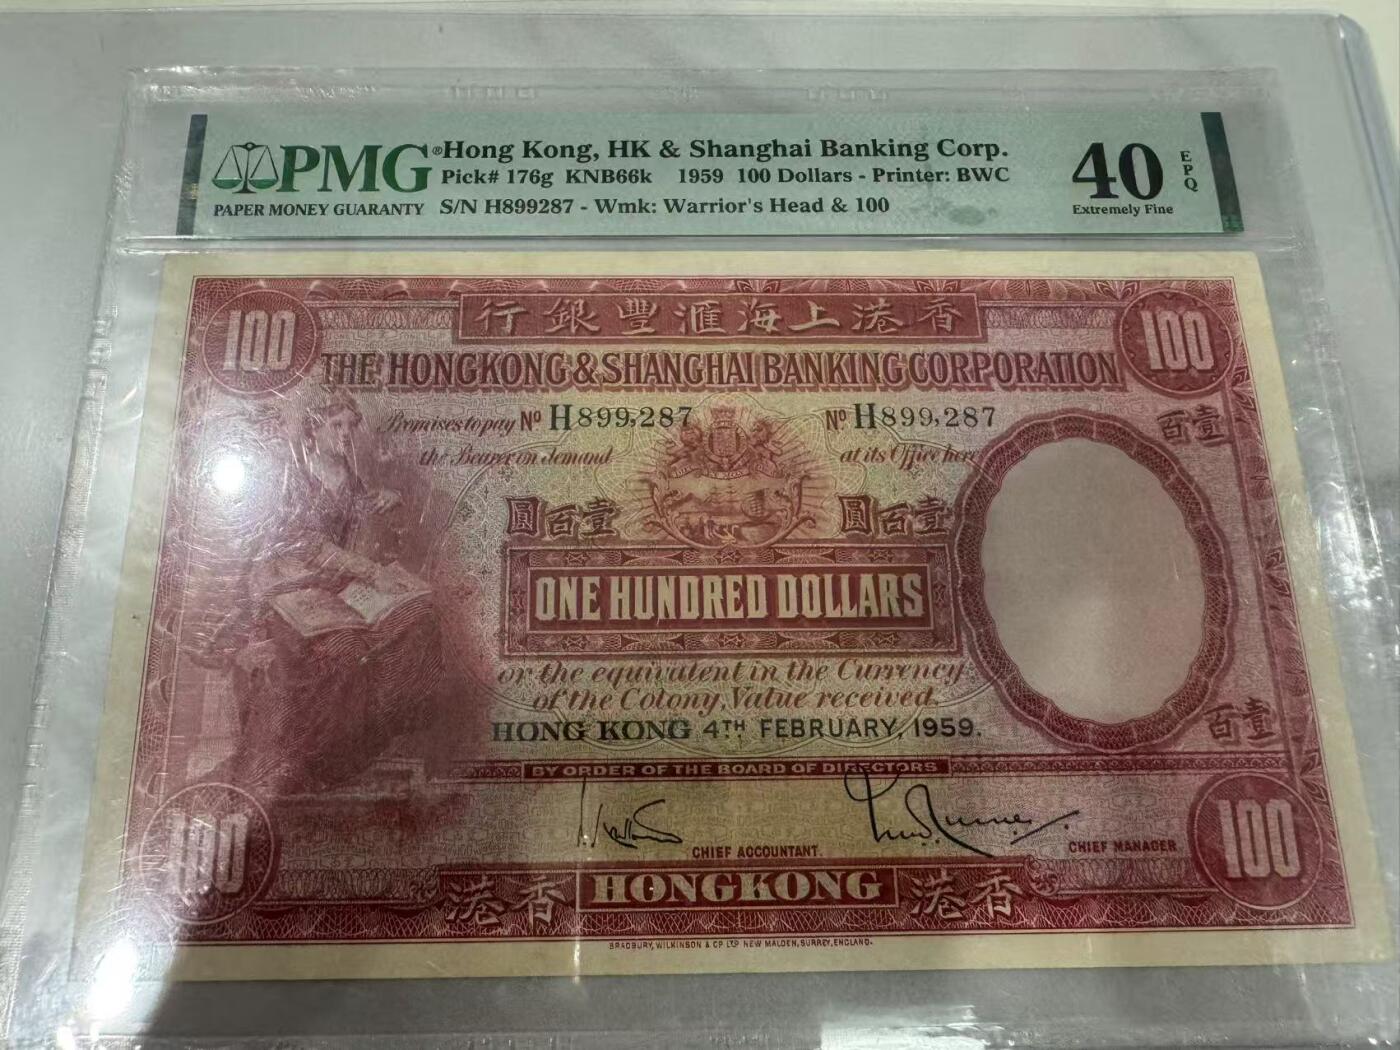 PMG®
PAPER MONEY GUARANTY
Hong Kong, HK & Shanghai Banking Corp.
Pick# 176g KNB66k 1959 100 Dollars - Printer: BWC
S/N H899287 - Wmk: Warrior's Head & 100
40
Extremely Fine
EPQ
行銀豐滙海上港香
100
100
THE HONGKONG & SHANGHAI BANKING CORPORATION
Promises to pay Nº H899,287 Nº H899,287
the Bearer on demand at its Office here
百壹
圓百壹 圓百壹
ONE HUNDRED DOLLARS
or the equivalent in the Currency
of the Colony, Value received.
HONG KONG 4TH FEBRUARY, 1959.
百壹
BY ORDER OF THE BOARD OF DIRECTORS
CHIEF ACCOUNTANT.
CHIEF MANAGER
100
100
港香 HONGKONG 港香
BRADBURY, WILKINSON & Cº LTD NEW MALDEN, SURREY, ENGLAND.